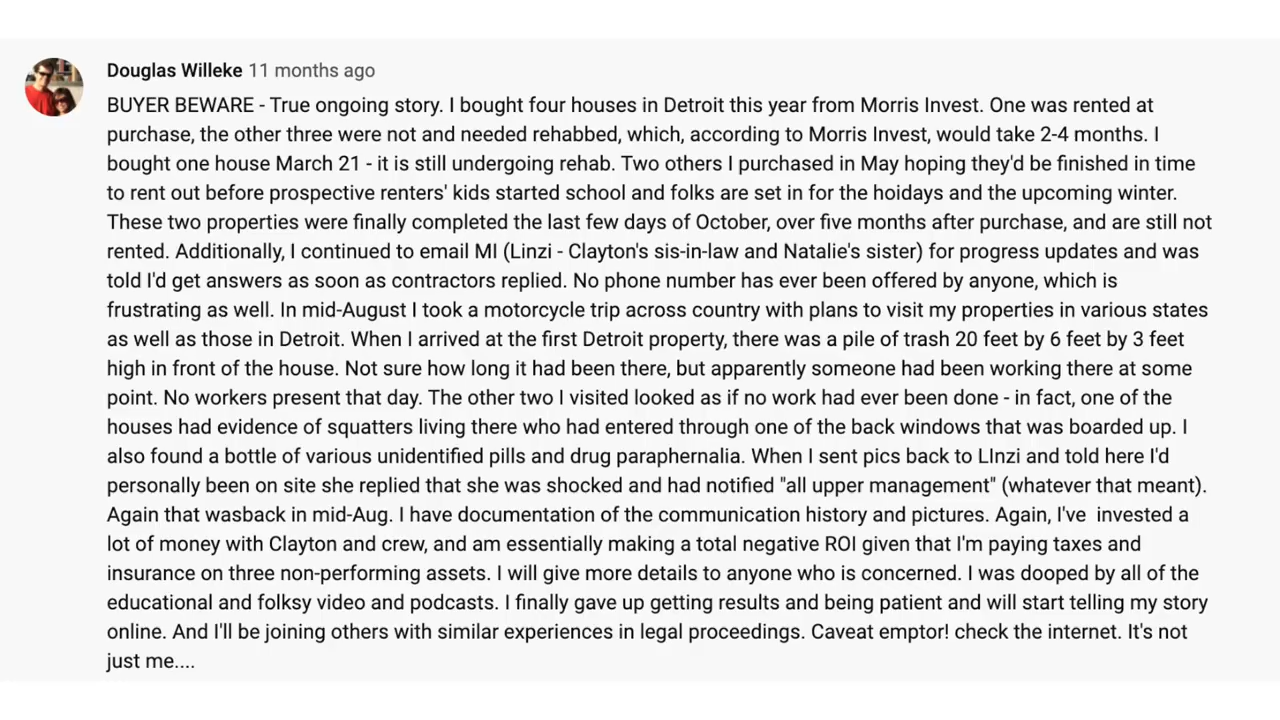 Douglas Willeke 11 months ago
BUYER BEWARE - True ongoing story. I bought four houses in Detroit this year from Morris Invest. One was rented at
purchase, the other three were not and needed rehabbed, which, according to Morris Invest, would take 2-4 months. I
bought one house March 21 - it is still undergoing rehab. Two others I purchased in May hoping they'd be finished in time
to rent out before prospective renters' kids started school and folks are set in for the hoidays and the upcoming winter.
These two properties were finally completed the last few days of October, over five months after purchase, and are still not
rented. Additionally, I continued to email MI (Linzi - Clayton's sis-in-law and Natalie's sister) for progress updates and was
told I'd get answers as soon as contractors replied. No phone number has ever been offered by anyone, which is
frustrating as well. In mid-August I took a motorcycle trip across country with plans to visit my properties in various states
as well as those in Detroit. When I arrived at the first Detroit property, there was a pile of trash 20 feet by 6 feet by 3 feet
high in front of the house. Not sure how long it had been there, but apparently someone had been working there at some
point. No workers present that day. The other two I visited looked as if no work had ever been done - in fact, one of the
houses had evidence of squatters living there who had entered through one of the back windows that was boarded up. I
also found a bottle of various unidentified pills and drug paraphernalia. When I sent pics back to LInzi and told here I'd
personally been on site she replied that she was shocked and had notified "all upper management" (whatever that meant).
Again that wasback in mid-Aug. I have documentation of the communication history and pictures. Again, I've  invested a
lot of money with Clayton and crew, and am essentially making a total negative ROI given that I'm paying taxes and
insurance on three non-performing assets. I will give more details to anyone who is concerned. I was dooped by all of the
educational and folksy video and podcasts. I finally gave up getting results and being patient and will start telling my story
online. And I'll be joining others with similar experiences in legal proceedings. Caveat emptor! check the internet. It's not
just me....